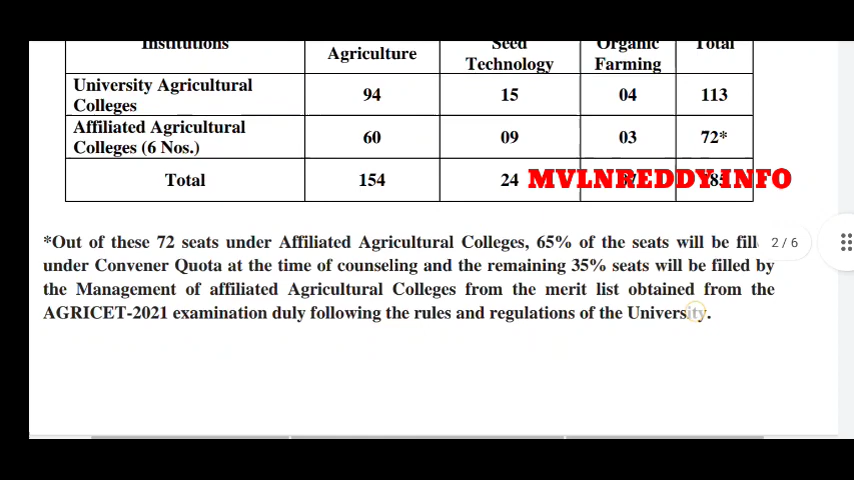 Institutions Agriculture Seed Technology Organic Farming Total
University Agricultural Colleges 94 15 04 113
Affiliated Agricultural Colleges (6 Nos.) 60 09 03 72*
Total 154 24
MVLNREDDY INFO
*Out of these 72 seats under Affiliated Agricultural Colleges, 65% of the seats will be
2 / 6
under Convener Quota at the time of counseling and the remaining 35% seats will be filled by
the Management of affiliated Agricultural Colleges from the merit list obtained from the
AGRICET-2021 examination duly following the rules and regulations of the University.